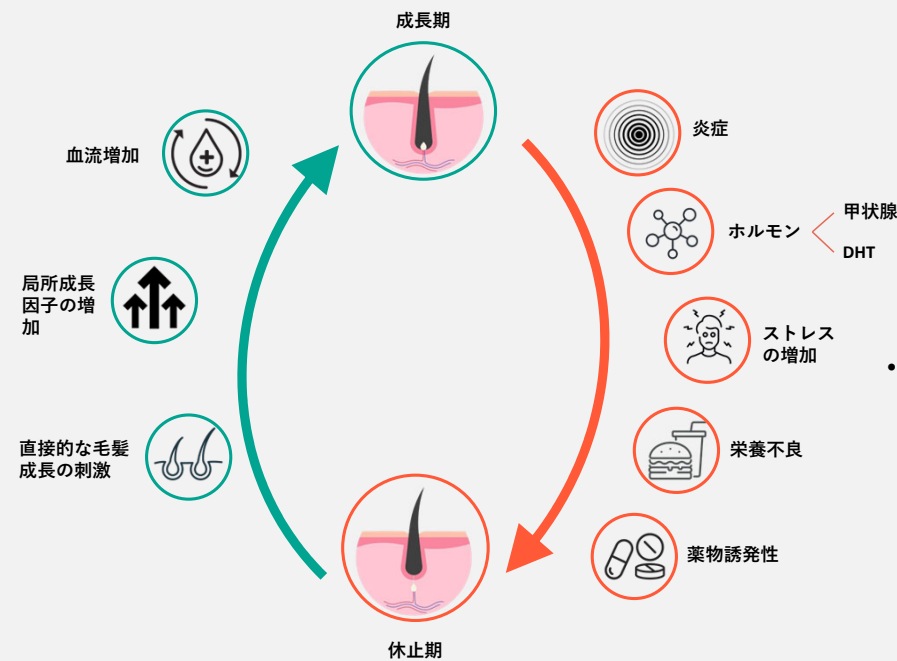 成長期
血流増加
局所成長
因子の増
加
直接的な毛髪
成長の刺激
炎症
ホルモン
甲状腺
DHT
ストレス
の増加
栄養不良
薬物誘発性
休止期